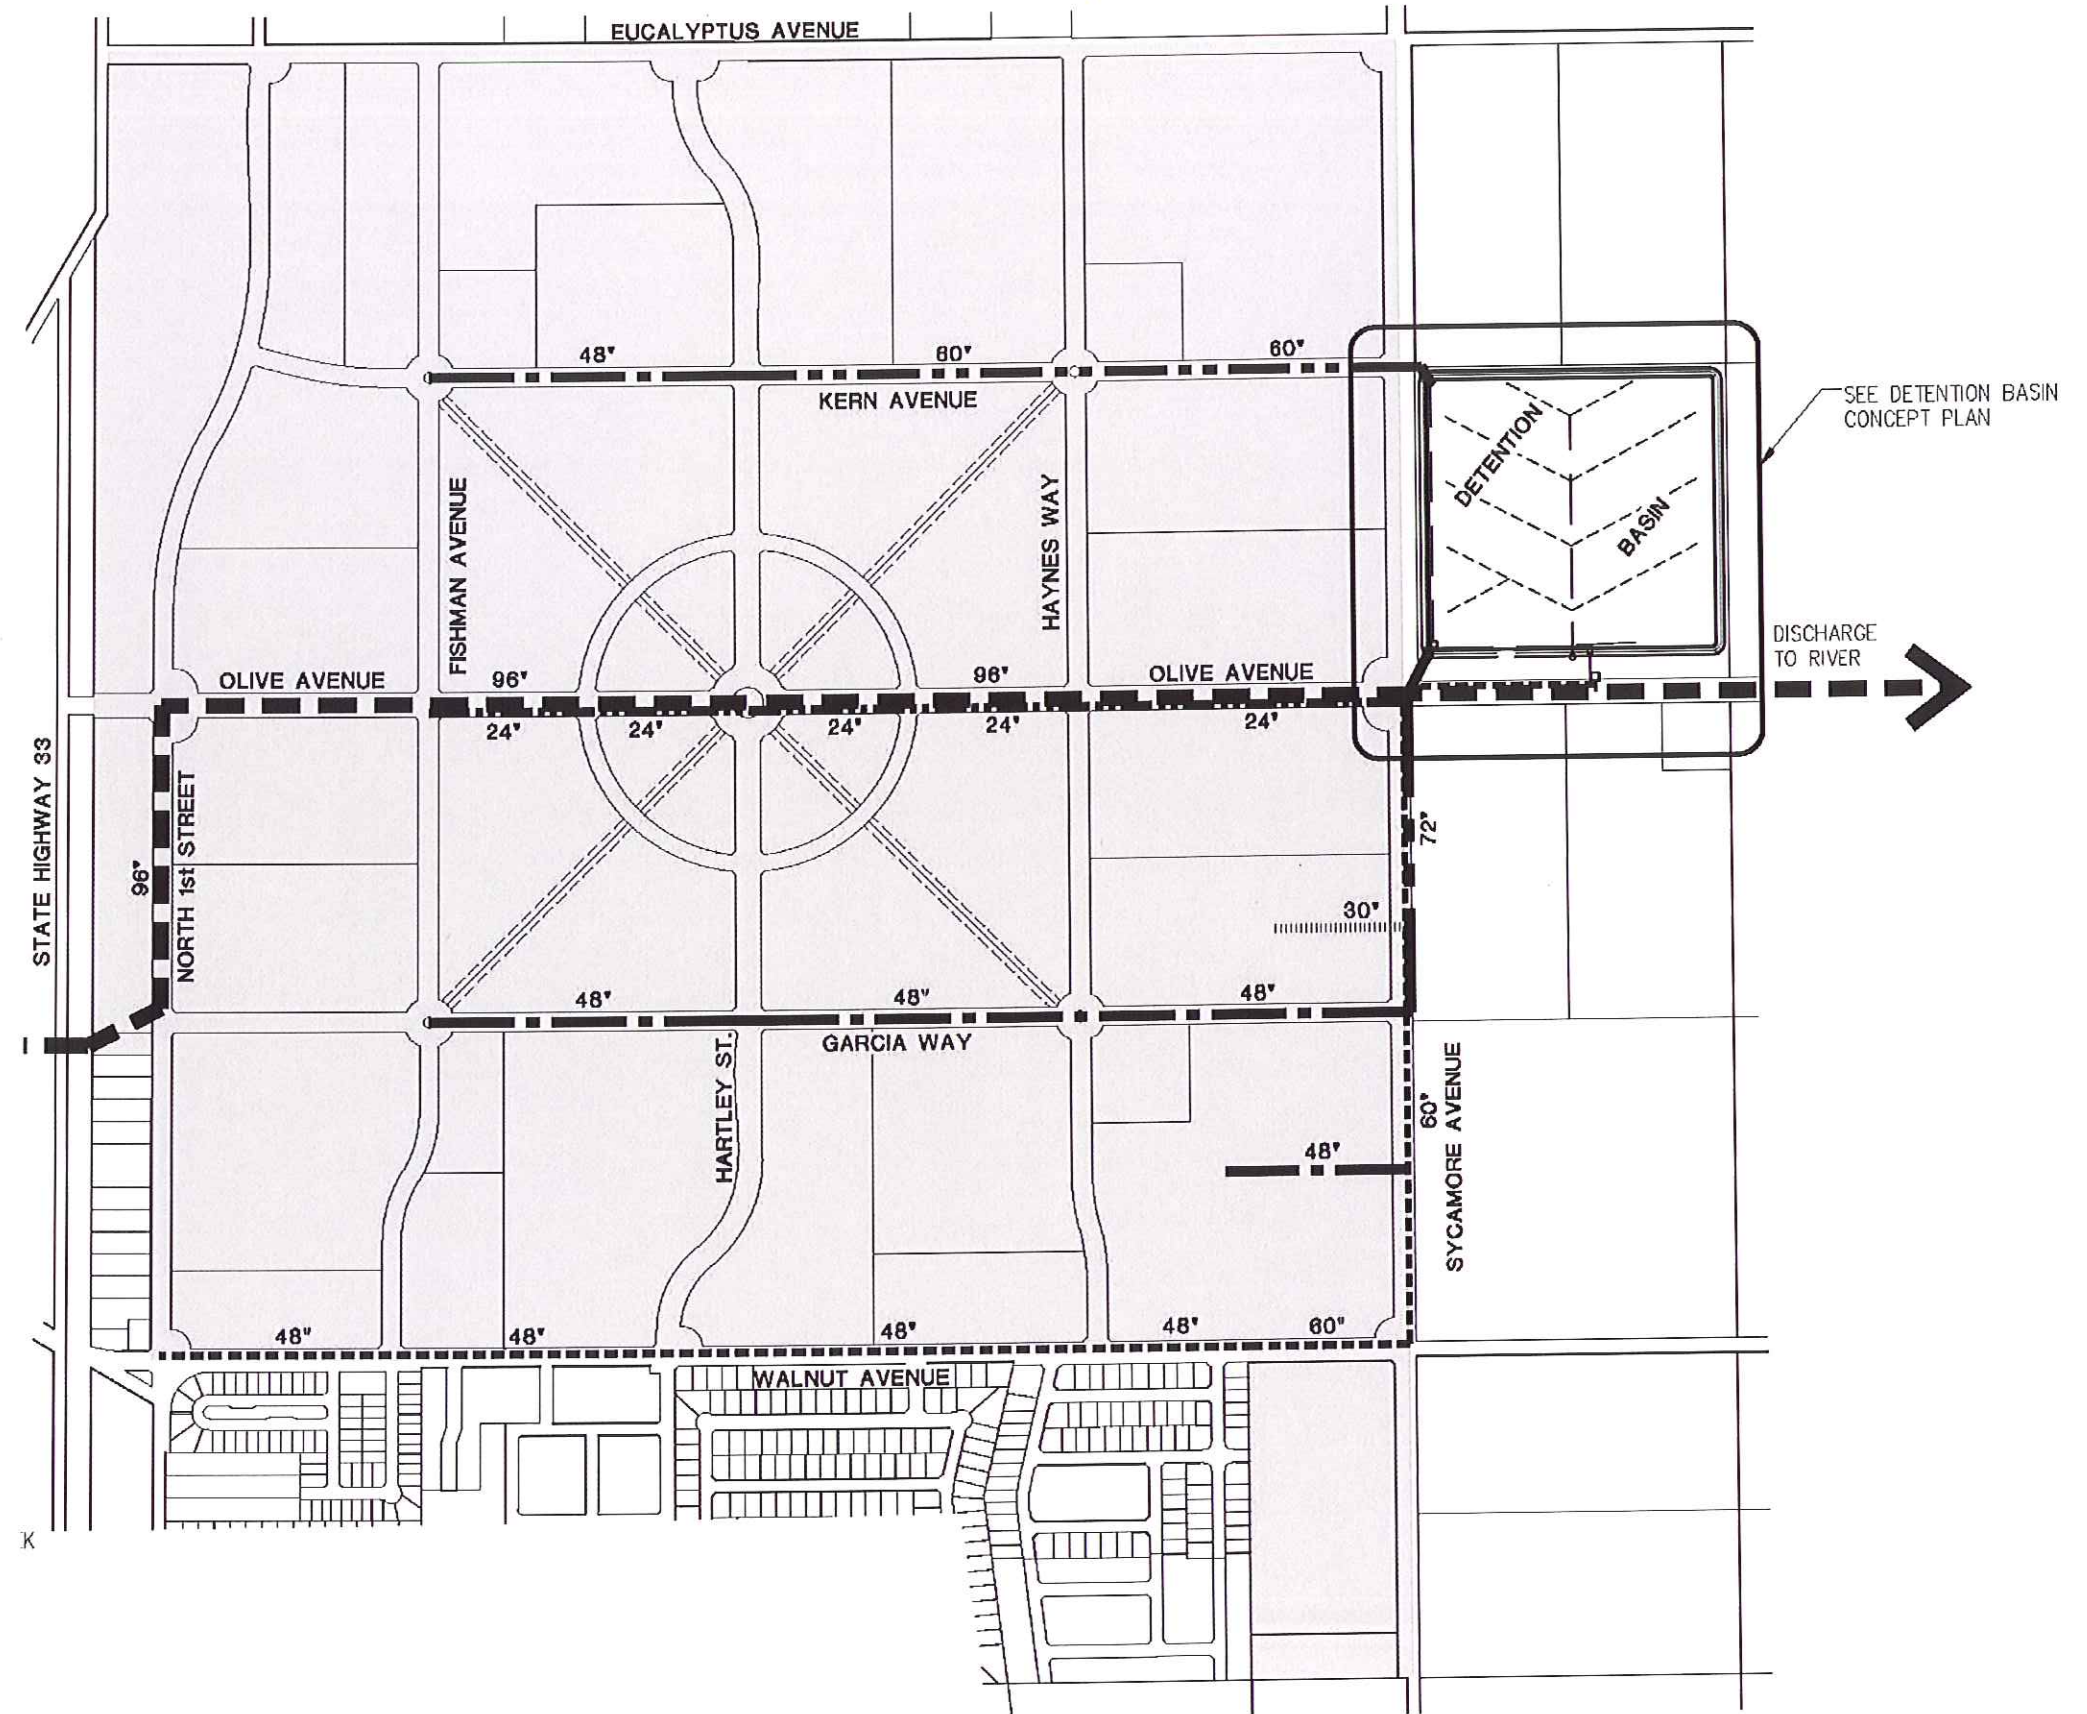 EUCALYPTUS AVENUE
48"
60"
60"
KERN AVENUE
SEE DETENTION BASIN
CONCEPT PLAN
DETENTION
BASIN
FISHMAN AVENUE
HAYNES WAY
DISCHARGE
TO RIVER
OLIVE AVENUE
96"
96"
OLIVE AVENUE
24"
24"
24"
24"
24"
STATE HIGHWAY 33
96"
NORTH 1st STREET
72"
30"
48"
48"
48"
GARCIA WAY
HARTLEY ST.
60"
SYCAMORE AVENUE
48"
48"
48"
48"
48"
60"
WALNUT AVENUE
K